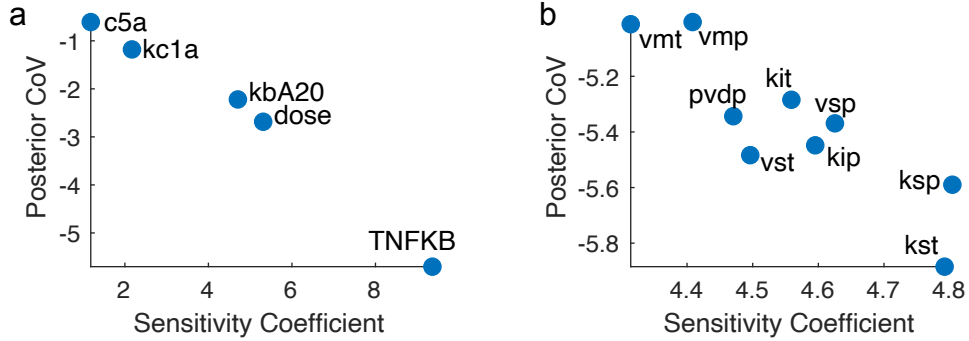 a
c5a
kc1a
kbA20
dose
TNFKB
-1
-2
-3
-4
-5
Posterior CoV
2
4
6
8
Sensitivity Coefficient
b
vmt
vmp
kit
pvdp
vsp
vst
kip
ksp
kst
-5.2
-5.4
-5.6
-5.8
Posterior CoV
4.4
4.5
4.6
4.7
4.8
Sensitivity Coefficient